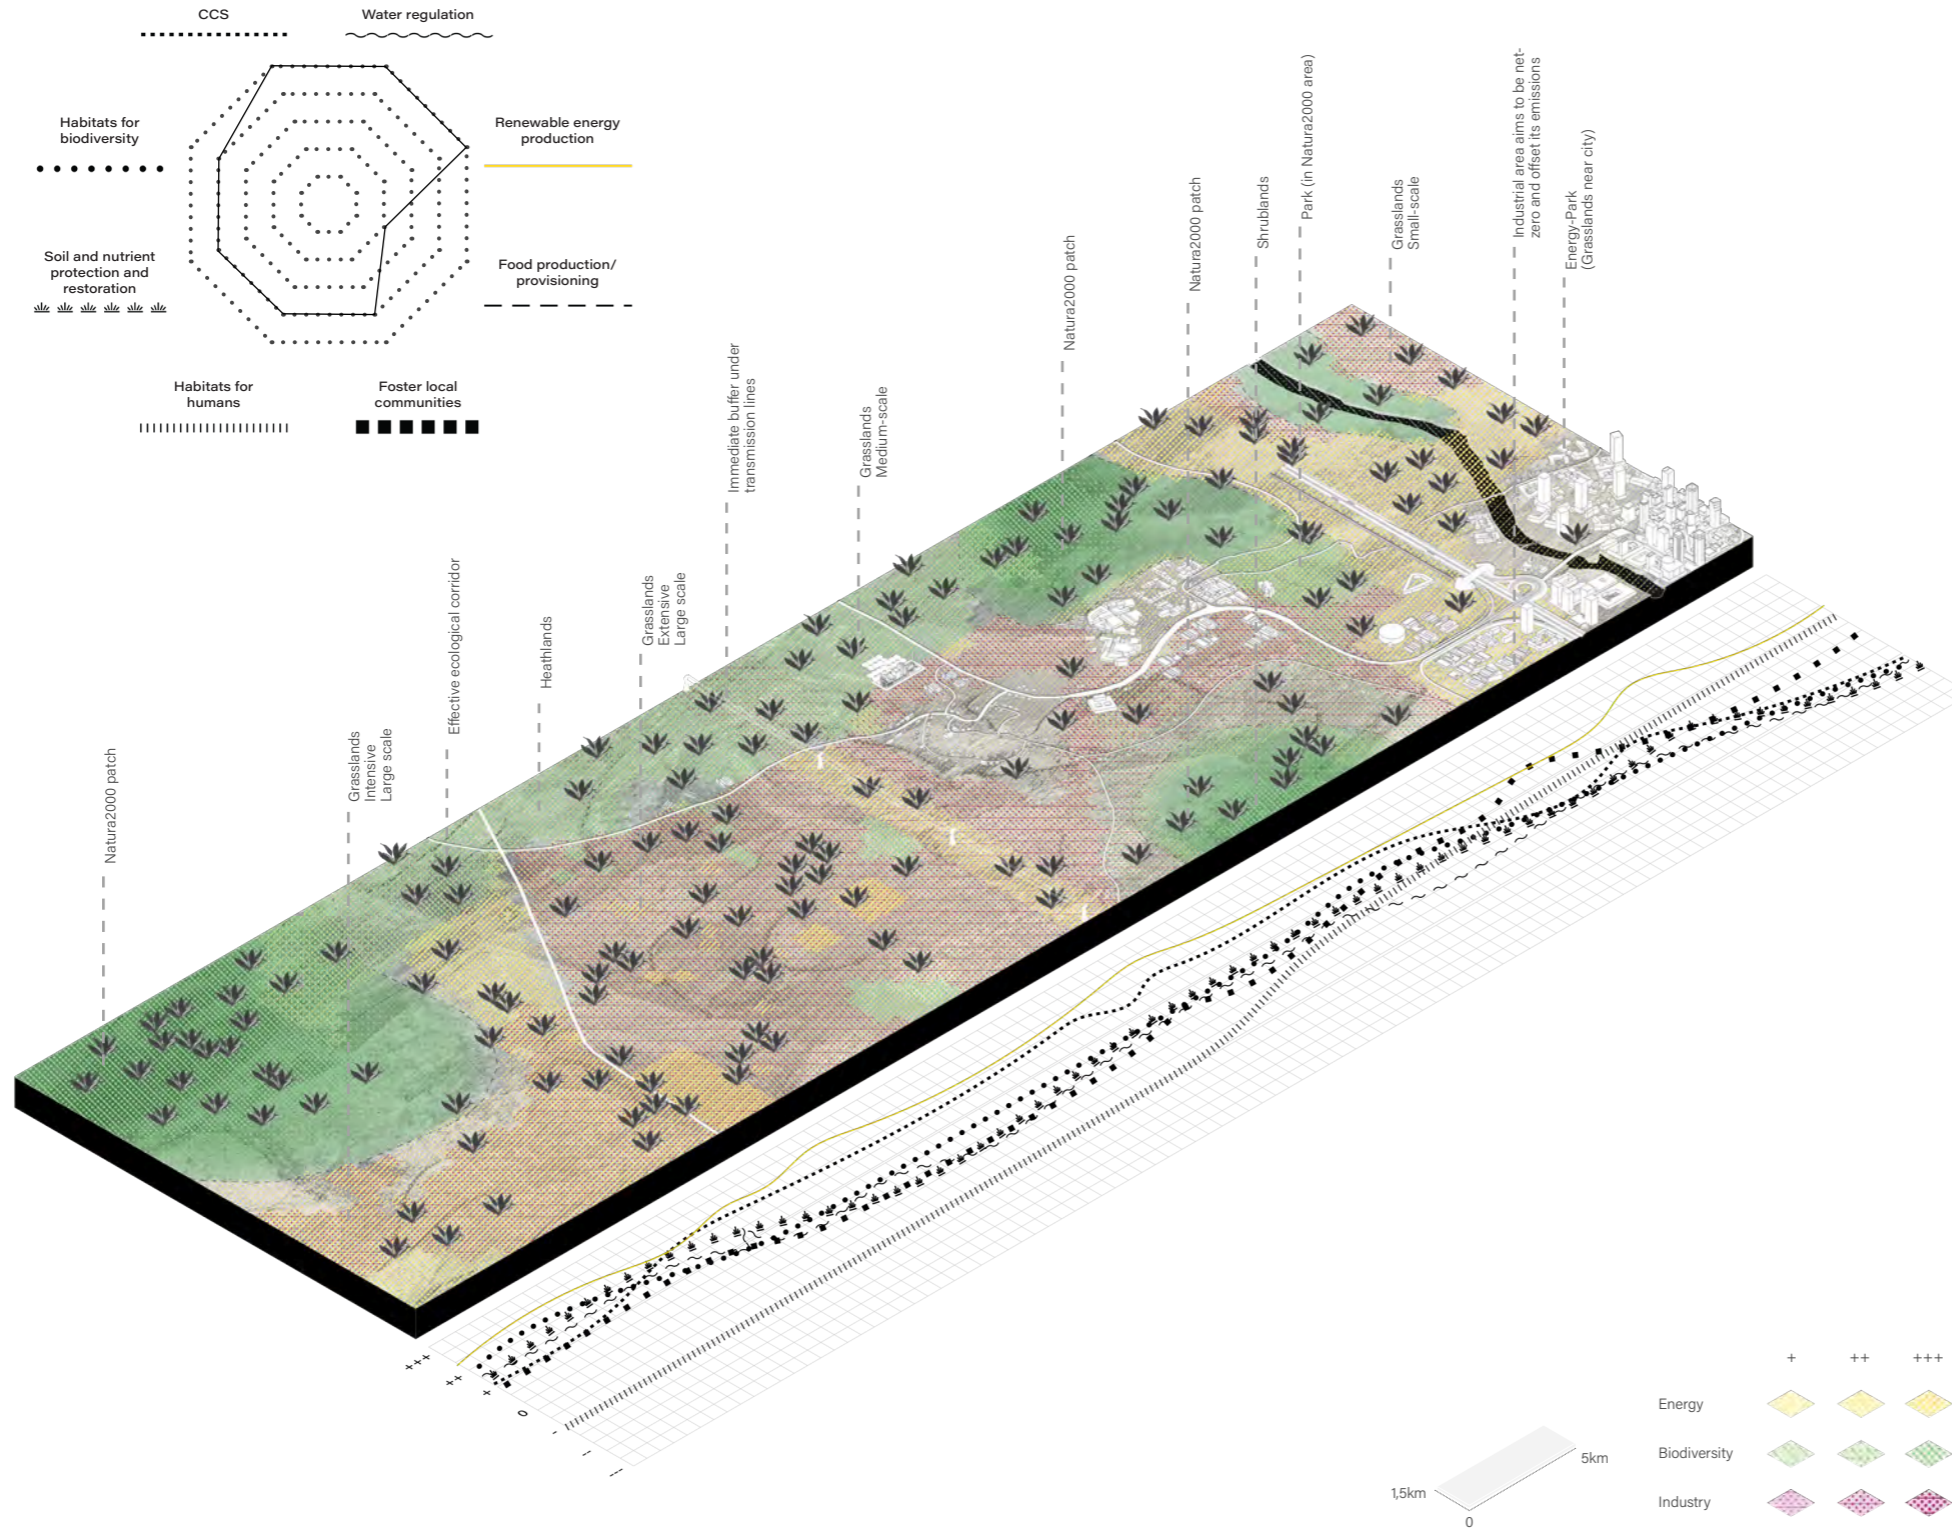 CCS
Water regulation
Habitats for
biodiversity
Renewable energy
production
Soil and nutrient
protection and
restoration
Food production/
provisioning
Habitats for
humans
Foster local
communities
Natura2000 patch
Grasslands
Intensive
Large scale
Effective ecological corridor
Heathlands
Grasslands
Extensive
Large scale
Immediate buffer under
transmission lines
Grasslands
Medium-scale
Natura2000 patch
Natura2000 patch
Shrublands
Park (in Natura2000 area)
Grasslands
Small-scale
Industrial area aims to be net-
zero and offset its emissions
Energy-Park
(Grasslands near city)
+++
++
+
0
-
--
---
+ ++ +++
Energy
Biodiversity
Industry
1,5km
0
5km